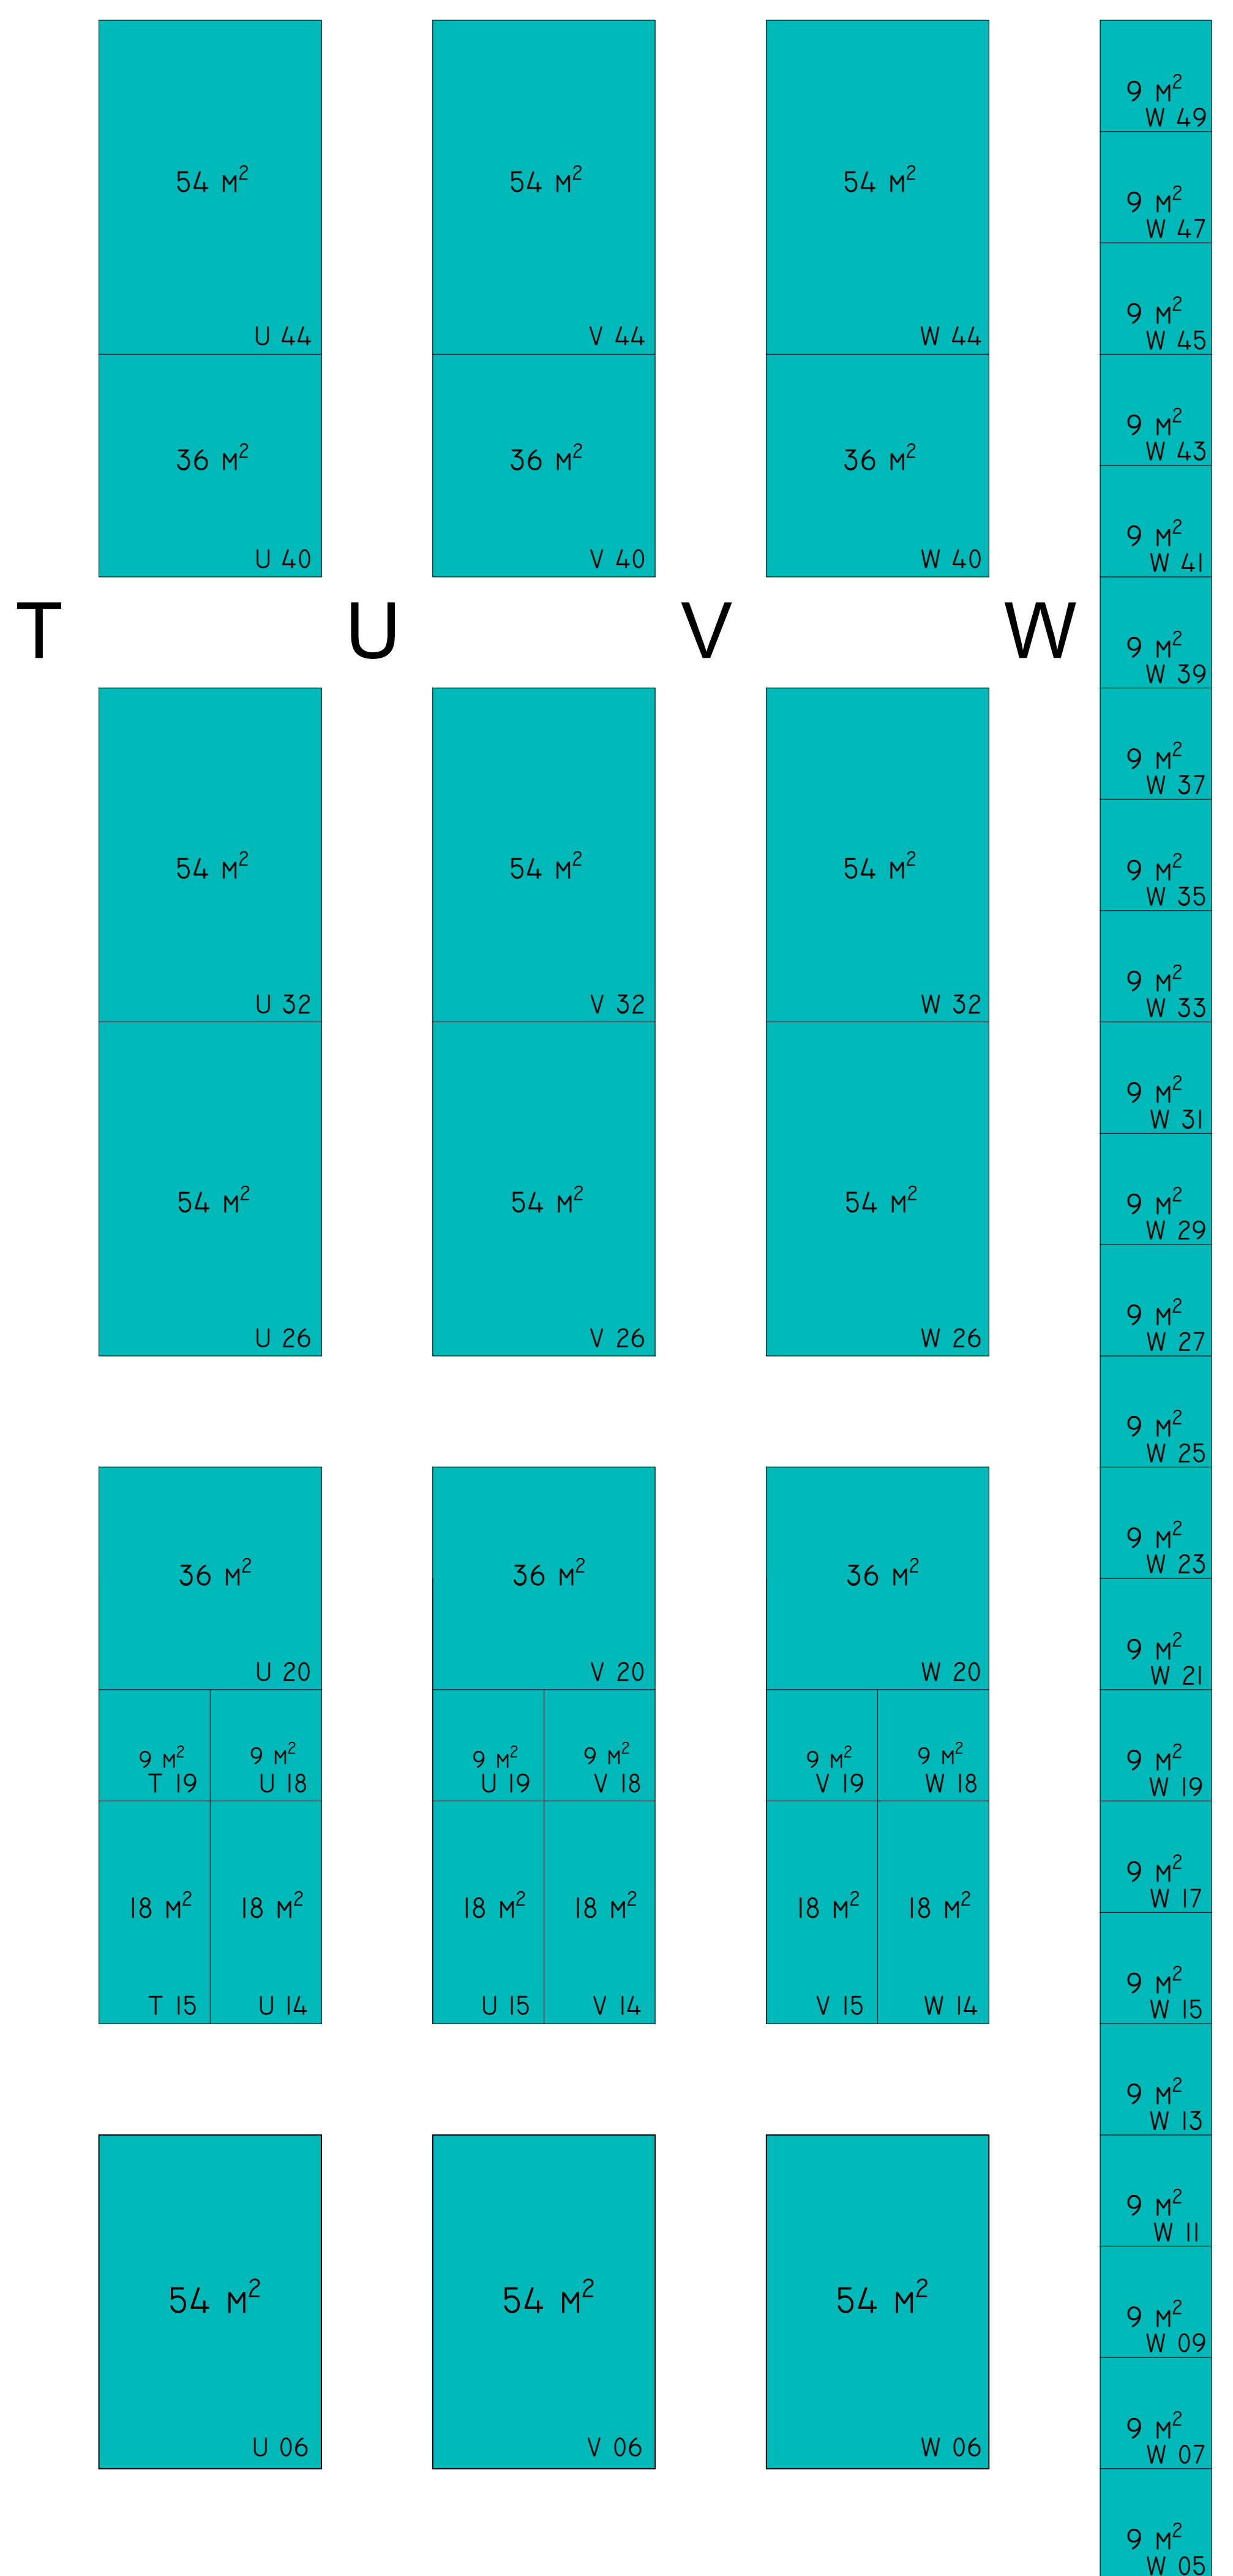 54 M²
U 44
36 M²
U 40
54 M²
V 44
36 M²
V 40
54 M²
W 44
36 M²
W 40
T
U
V
W
54 M²
U 32
54 M²
U 26
54 M²
V 32
54 M²
V 26
54 M²
W 32
54 M²
W 26
36 M²
U 20
9 M²
T 19
9 M²
U 18
18 M²
T 15
18 M²
U 14
36 M²
V 20
9 M²
U 19
9 M²
V 18
18 M²
U 15
18 M²
V 14
36 M²
W 20
9 M²
V 19
9 M²
W 18
18 M²
V 15
18 M²
W 14
54 M²
U 06
54 M²
V 06
54 M²
W 06
9 M²
W 49
9 M²
W 47
9 M²
W 45
9 M²
W 43
9 M²
W 41
9 M²
W 39
9 M²
W 37
9 M²
W 35
9 M²
W 33
9 M²
W 31
9 M²
W 29
9 M²
W 27
9 M²
W 25
9 M²
W 23
9 M²
W 21
9 M²
W 19
9 M²
W 17
9 M²
W 15
9 M²
W 13
9 M²
W 11
9 M²
W 09
9 M²
W 07
9 M²
W 05